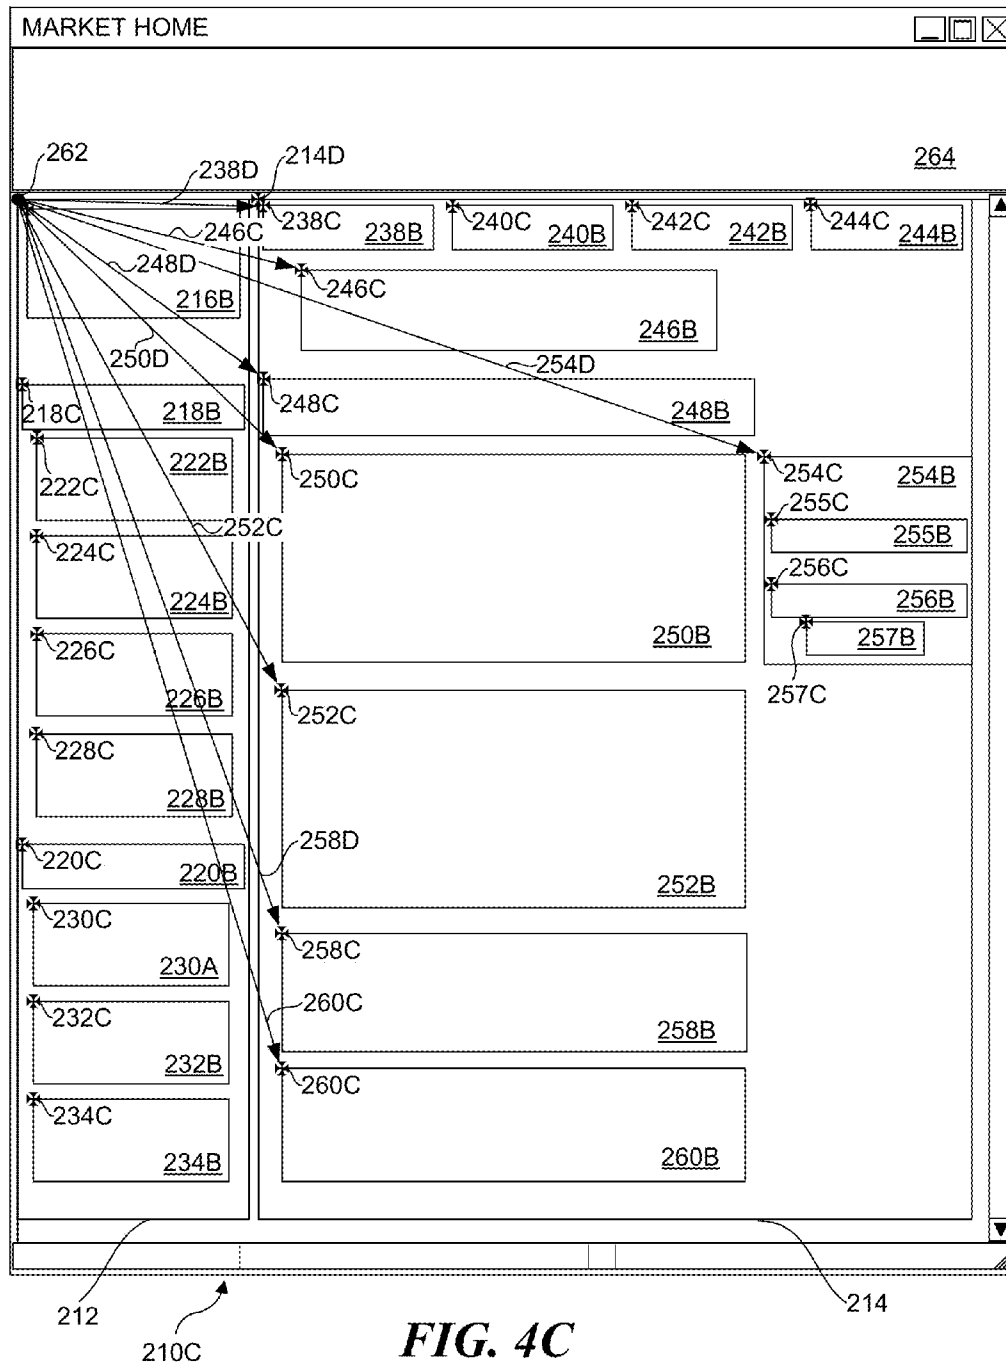 MARKET HOME
264
262
238D
214D
238C
238B
240C
240B
242C
242B
244C
244B
246C
248D
216B
246C
246B
250D
254D
218C
218B
248C
248B
222B
222C
250C
254C
254B
252C
255C
255B
224C
224B
256C
256B
250B
257B
226C
226B
257C
252C
228C
228B
258D
220C
220B
252B
230C
230A
258C
232C
232B
260C
258B
234C
234B
260C
260B
212
214
210C
FIG. 4C